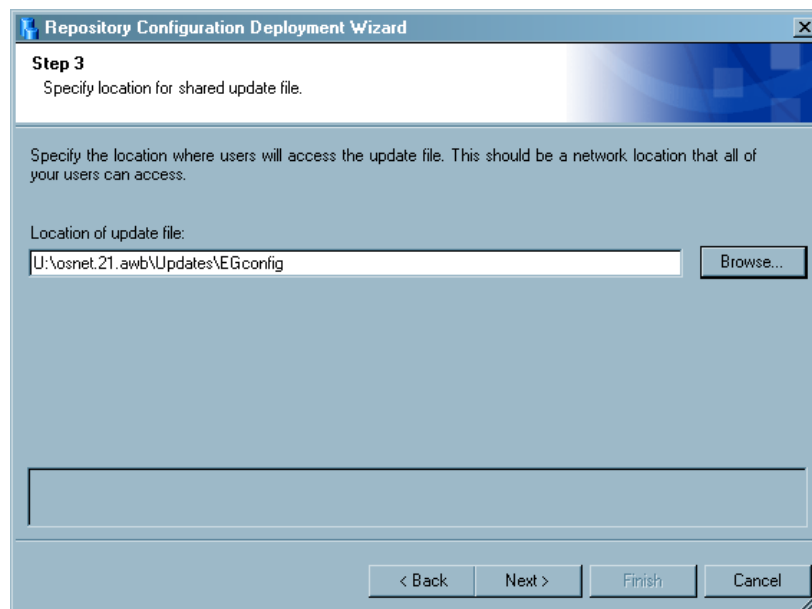 Repository Configuration Deployment Wizard
Step 3
Specify location for shared update file.
Specify the location where users will access the update file. This should be a network location that all of
your users can access.
Location of update file:
U:\osnet.21.awb\Updates\EGconfig
Browse...
< Back
Next >
Finish
Cancel